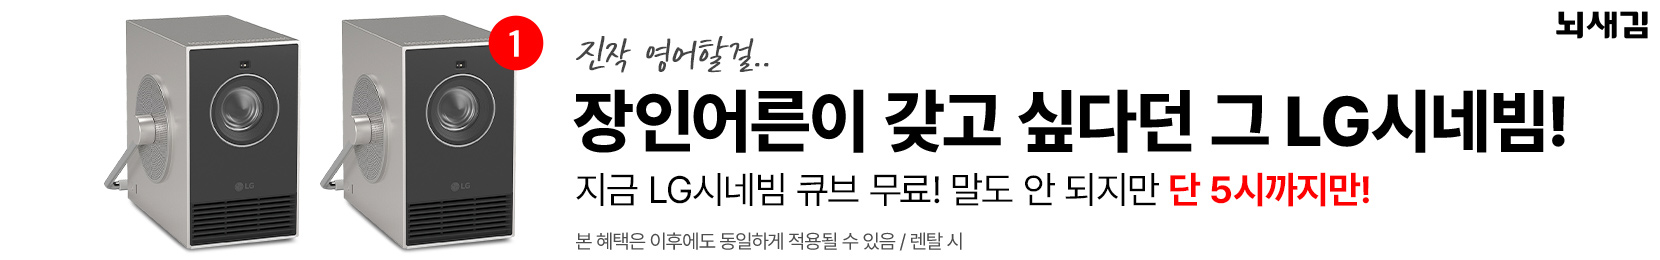 뇌새김
1
진작 영어할걸..
장인어른이 갖고 싶다던 그 LG시네빔!
지금 LG시네빔 큐브 무료! 말도 안 되지만 단 5시까지만!
본 혜택은 이후에도 동일하게 적용될 수 있음 / 렌탈 시
LG
LG